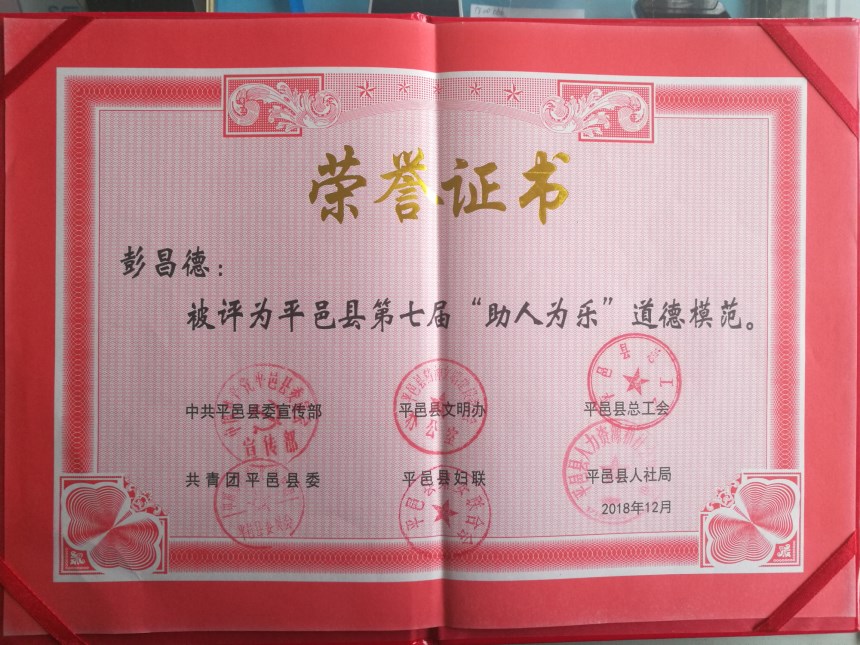 荣誉证书
彭昌德：
被评为平邑县第七届“助人为乐”道德模范。
中共平邑县委宣传部 平邑县文明办 平邑县总工会
共青团平邑县委 平邑县妇联 平邑县人社局
2018年12月